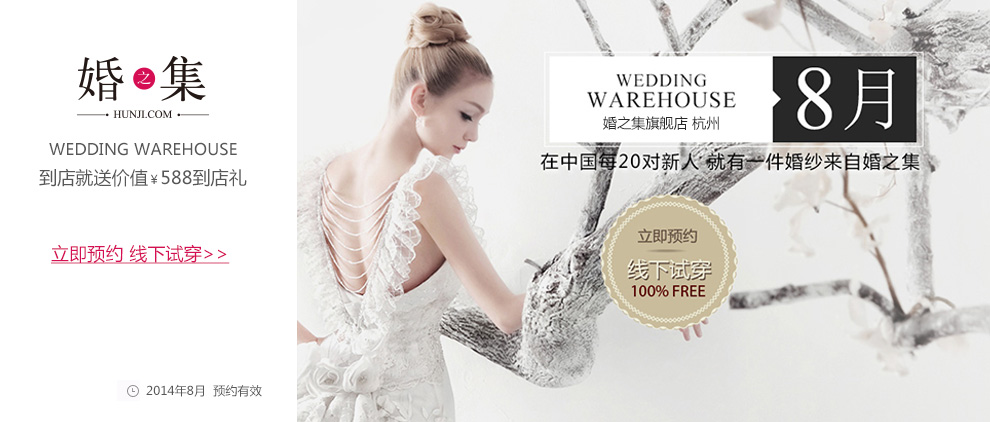 婚之集
HUNJI.COM
WEDDING WAREHOUSE
到店就送价值¥588到店礼
立即预约 线下试穿>>
2014年8月 预约有效
WEDDING
WAREHOUSE
婚之集旗舰店 杭州
8月
在中国每20对新人 就有一件婚纱来自婚之集
立即预约
线下试穿
100% FREE